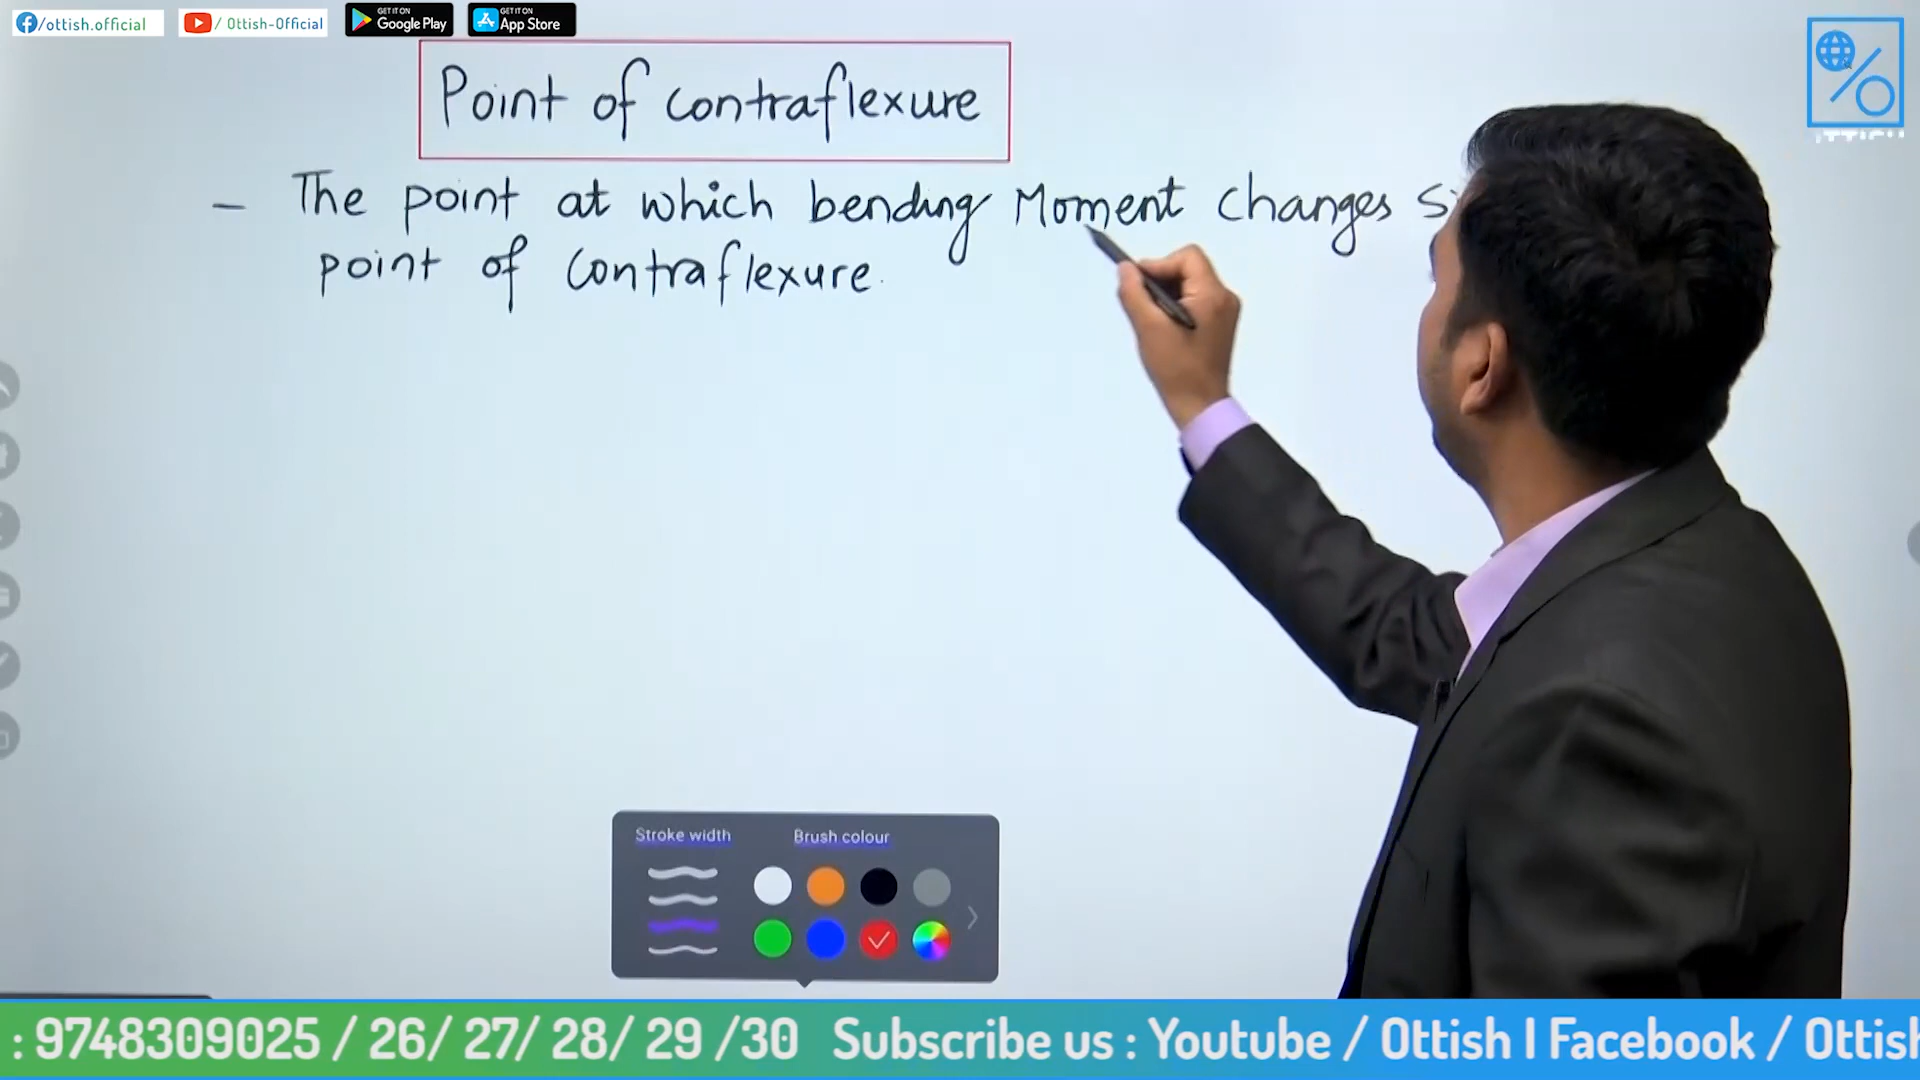 /ottish.official / Ottish-Official GET IT ON Google Play GET IT ON App Store
Point of contraflexure
OTTISH
- The point at which bending Moment changes
point of contraflexure.
Stroke width Brush colour
: 9748309025 / 26/ 27/ 28/ 29 /30 Subscribe us : Youtube / Ottish I Facebook / Ottish